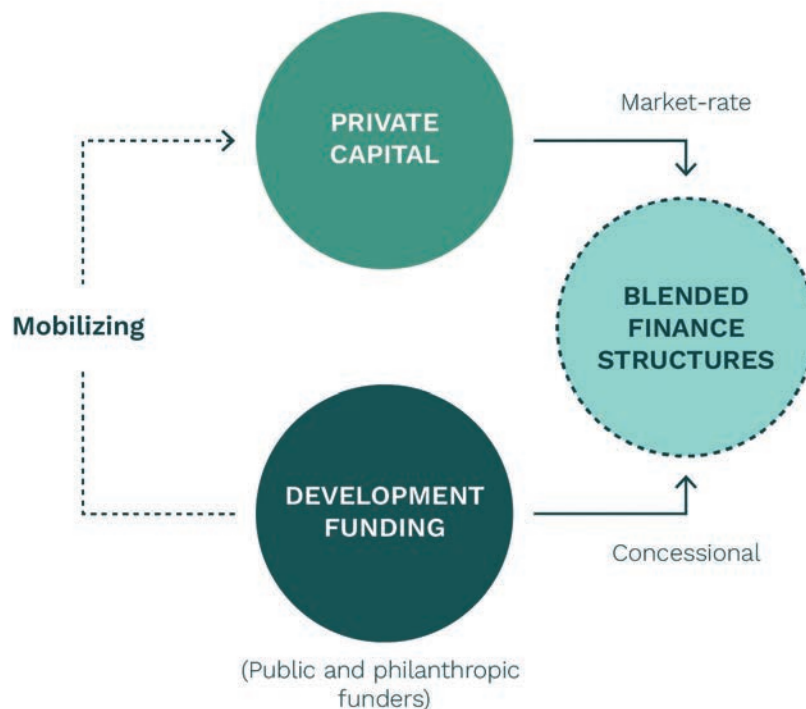 PRIVATE
CAPITAL
Market-rate
BLENDED
FINANCE
STRUCTURES
Mobilizing
DEVELOPMENT
FUNDING
Concessional
(Public and philanthropic
funders)